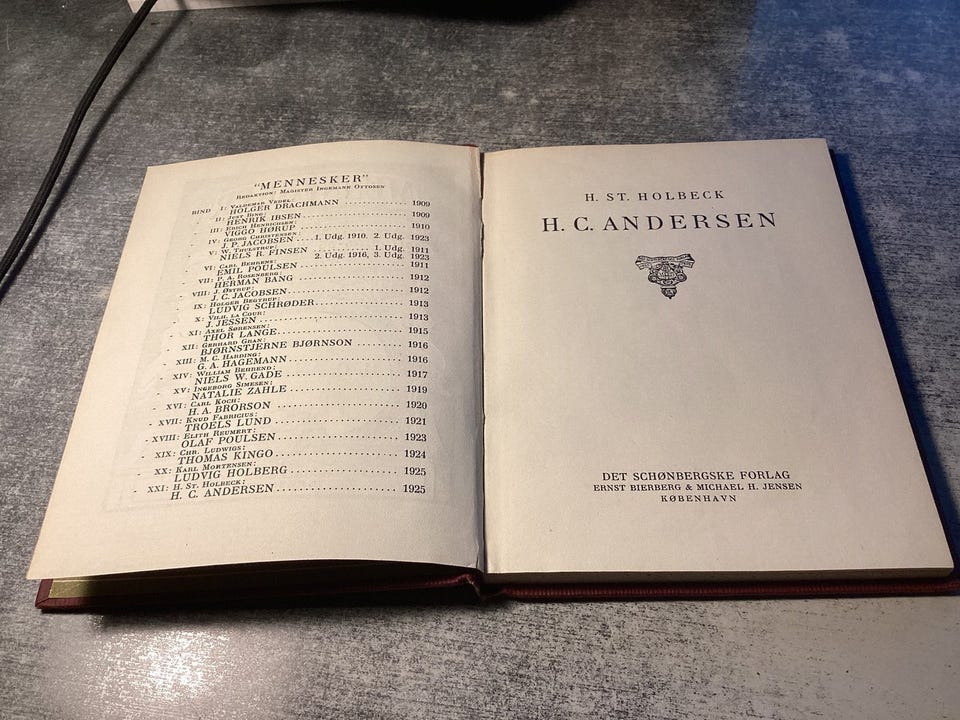 "MENNESKER"
REDAKTION: MAGISTER INGEMANN OTTOSEN
BIND I: VALDEMAR VEDEL:
HOLGER DRACHMANN 1909
- II: JUST BING:
HENRIK IBSEN 1909
- III: ERICH HENRICHSEN:
VIGGO HØRUP 1910
- IV: GEORG CHRISTENSEN:
J. P. JACOBSEN 1. Udg. 1910. 2. Udg. 1923
- V: W. THULSTRUP: 1. Udg. 1911
NIELS R. FINSEN 2. Udg. 1916, 3. Udg. 1923
- VI: CARL BEHRENS:
EMIL POULSEN 1911
- VII: P. A. ROSENBERG:
HERMAN BANG 1912
- VIII: J. ØSTRUP:
J. C. JACOBSEN 1912
- IX: HOLGER BEGTRUP:
LUDVIG SCHRØDER 1913
- X: VILH. LA COUR:
J. JESSEN 1913
- XI: AXEL SØRENSEN:
THOR LANGE 1915
- XII: GERHARD GRAN:
BJØRNSTJERNE BJØRNSON 1916
- XIII: M. C. HARDING:
G. A. HAGEMANN 1916
- XIV: WILLIAM BEHREND:
NIELS W. GADE 1917
- XV: INGEBORG SIMESEN:
NATALIE ZAHLE 1919
- XVI: CARL KOCH:
H. A. BRORSON 1920
- XVII: KNUD FABRICIUS:
TROELS LUND 1921
- XVIII: ELITH REUMERT:
OLAF POULSEN 1923
- XIX: CHR. LUDWIGS:
THOMAS KINGO 1924
- XX: KARL MORTENSEN:
LUDVIG HOLBERG 1925
- XXI: H. ST. HOLBECK:
H. C. ANDERSEN 1925
H. ST. HOLBECK
H. C. ANDERSEN
DET SCHØNBERGSKE FORLAG
ERNST BIERBERG & MICHAEL H. JENSEN
KØBENHAVN